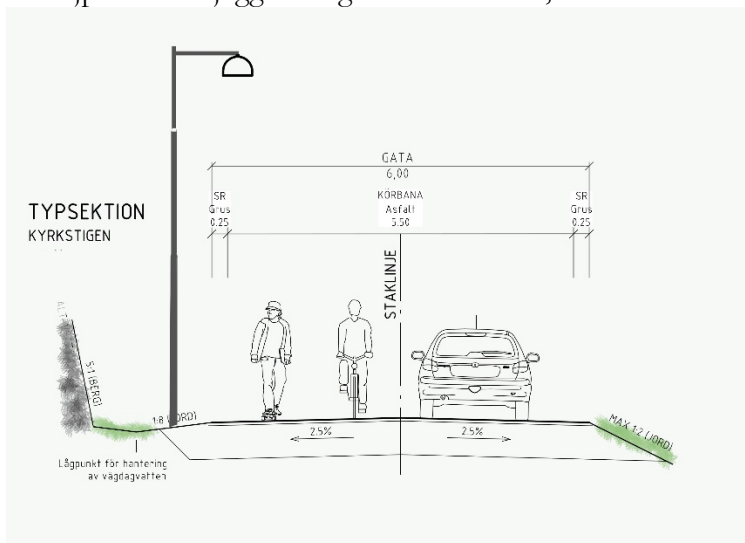 GATA
6,00
SR
Grus
0.25
KÖRBANA
Asfalt
5.50
SR
Grus
0.25
TYPSEKTION
KYRKSTIGEN
STAKLINJE
5:1 (BERG)
1:8 (JORD)
2.5%
2.5%
MAX 1:2 (JORD)
Lågpunkt för hantering
av vägdagvatten